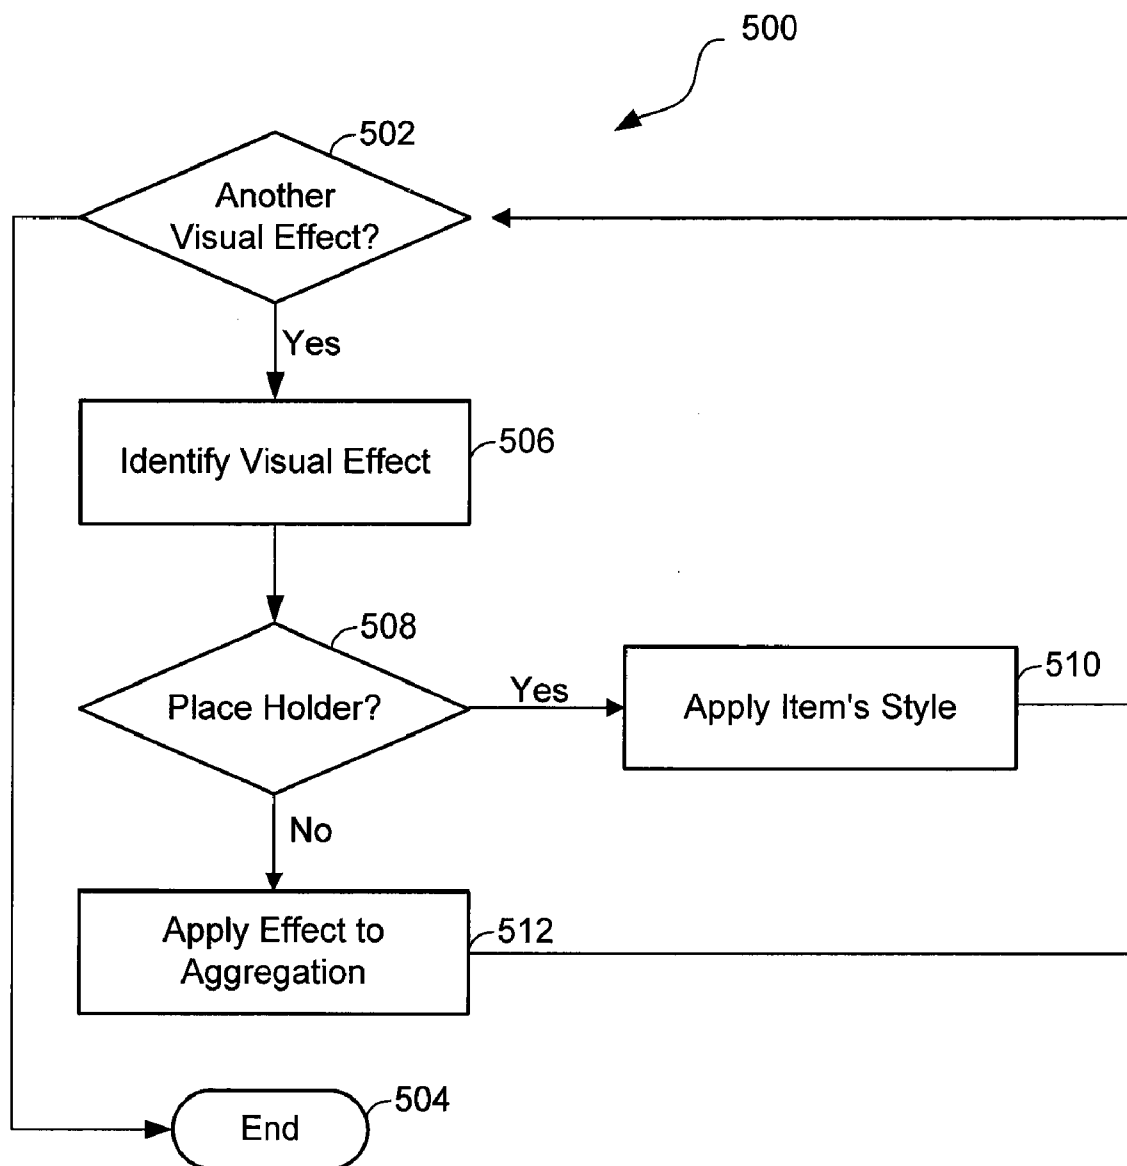 500
502
Another
Visual Effect?
Yes
Identify Visual Effect
506
508
Place Holder?
Yes
Apply Item's Style
510
No
Apply Effect to
Aggregation
512
End
504